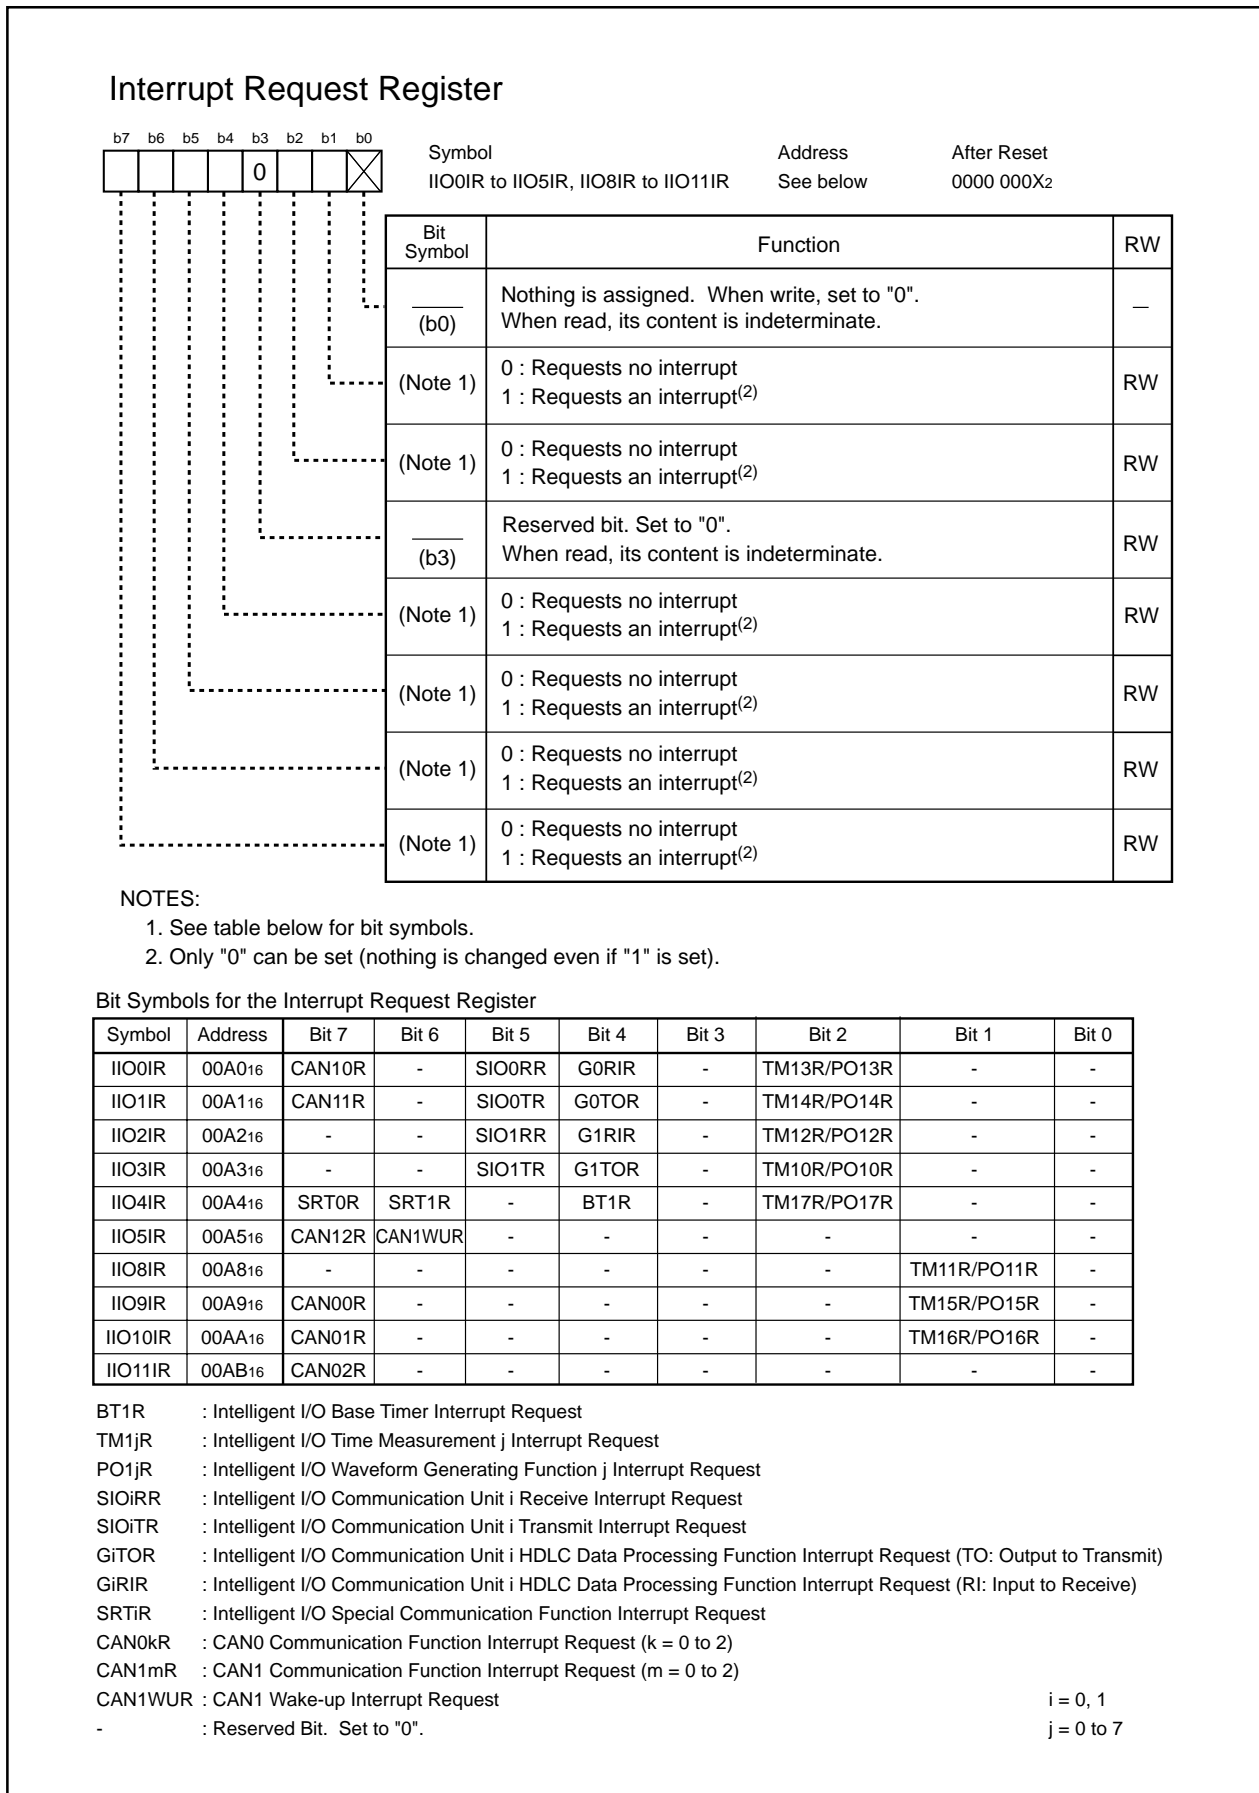 Interrupt Request Register
b7 b6 b5 b4 b3 b2 b1 b0
0
Symbol Address After Reset
IIO0IR to IIO5IR, IIO8IR to IIO11IR See below 0000 000X2
Bit Symbol Function RW
(b0) Nothing is assigned. When write, set to "0". —
When read, its content is indeterminate.
(Note 1) 0 : Requests no interrupt RW
1 : Requests an interrupt(2)
(Note 1) 0 : Requests no interrupt RW
1 : Requests an interrupt(2)
(b3) Reserved bit. Set to "0". RW
When read, its content is indeterminate.
(Note 1) 0 : Requests no interrupt RW
1 : Requests an interrupt(2)
(Note 1) 0 : Requests no interrupt RW
1 : Requests an interrupt(2)
(Note 1) 0 : Requests no interrupt RW
1 : Requests an interrupt(2)
(Note 1) 0 : Requests no interrupt RW
1 : Requests an interrupt(2)
NOTES:
1. See table below for bit symbols.
2. Only "0" can be set (nothing is changed even if "1" is set).
Bit Symbols for the Interrupt Request Register
Symbol Address Bit 7 Bit 6 Bit 5 Bit 4 Bit 3 Bit 2 Bit 1 Bit 0
IIO0IR 00A016 CAN10R - SIO0RR G0RIR - TM13R/PO13R - -
IIO1IR 00A116 CAN11R - SIO0TR G0TOR - TM14R/PO14R - -
IIO2IR 00A216 - - SIO1RR G1RIR - TM12R/PO12R - -
IIO3IR 00A316 - - SIO1TR G1TOR - TM10R/PO10R - -
IIO4IR 00A416 SRT0R SRT1R - BT1R - TM17R/PO17R - -
IIO5IR 00A516 CAN12R CAN1WUR - - - - - -
IIO8IR 00A816 - - - - - - TM11R/PO11R -
IIO9IR 00A916 CAN00R - - - - - TM15R/PO15R -
IIO10IR 00AA16 CAN01R - - - - - TM16R/PO16R -
IIO11IR 00AB16 CAN02R - - - - - - -
BT1R : Intelligent I/O Base Timer Interrupt Request
TM1jR : Intelligent I/O Time Measurement j Interrupt Request
PO1jR : Intelligent I/O Waveform Generating Function j Interrupt Request
SIOiRR : Intelligent I/O Communication Unit i Receive Interrupt Request
SIOiTR : Intelligent I/O Communication Unit i Transmit Interrupt Request
GiTOR : Intelligent I/O Communication Unit i HDLC Data Processing Function Interrupt Request (TO: Output to Transmit)
GiRIR : Intelligent I/O Communication Unit i HDLC Data Processing Function Interrupt Request (RI: Input to Receive)
SRTiR : Intelligent I/O Special Communication Function Interrupt Request
CAN0kR : CAN0 Communication Function Interrupt Request (k = 0 to 2)
CAN1mR : CAN1 Communication Function Interrupt Request (m = 0 to 2)
CAN1WUR : CAN1 Wake-up Interrupt Request i = 0, 1
- : Reserved Bit. Set to "0". j = 0 to 7